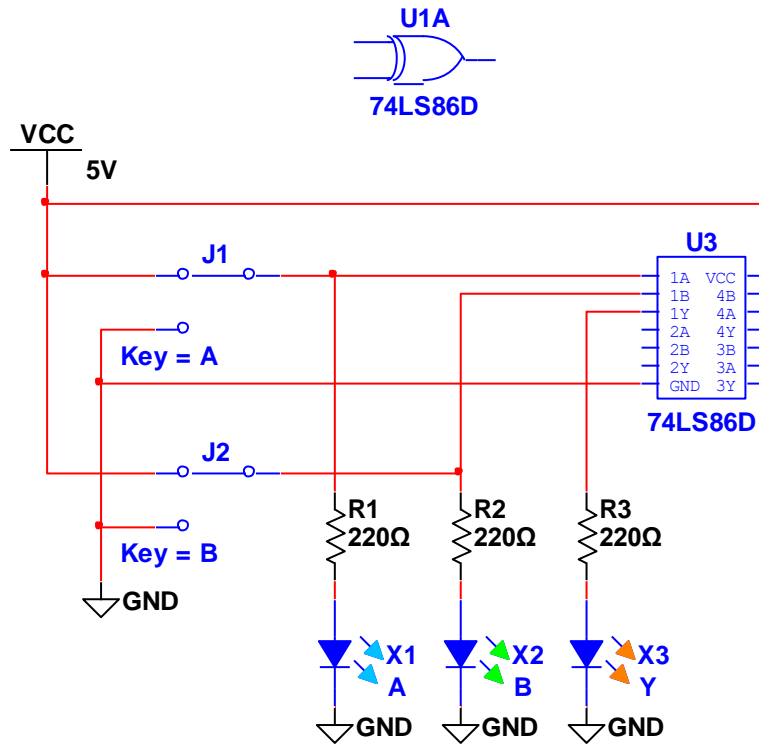 U1A
74LS86D
VCC
5V
J1
Key = A
J2
Key = B
GND
U3
1A VCC
1B 4B
1Y 4A
2A 4Y
2B 3B
2Y 3A
GND 3Y
74LS86D
R1
220Ω
R2
220Ω
R3
220Ω
X1
A
X2
B
X3
Y
GND
GND
GND